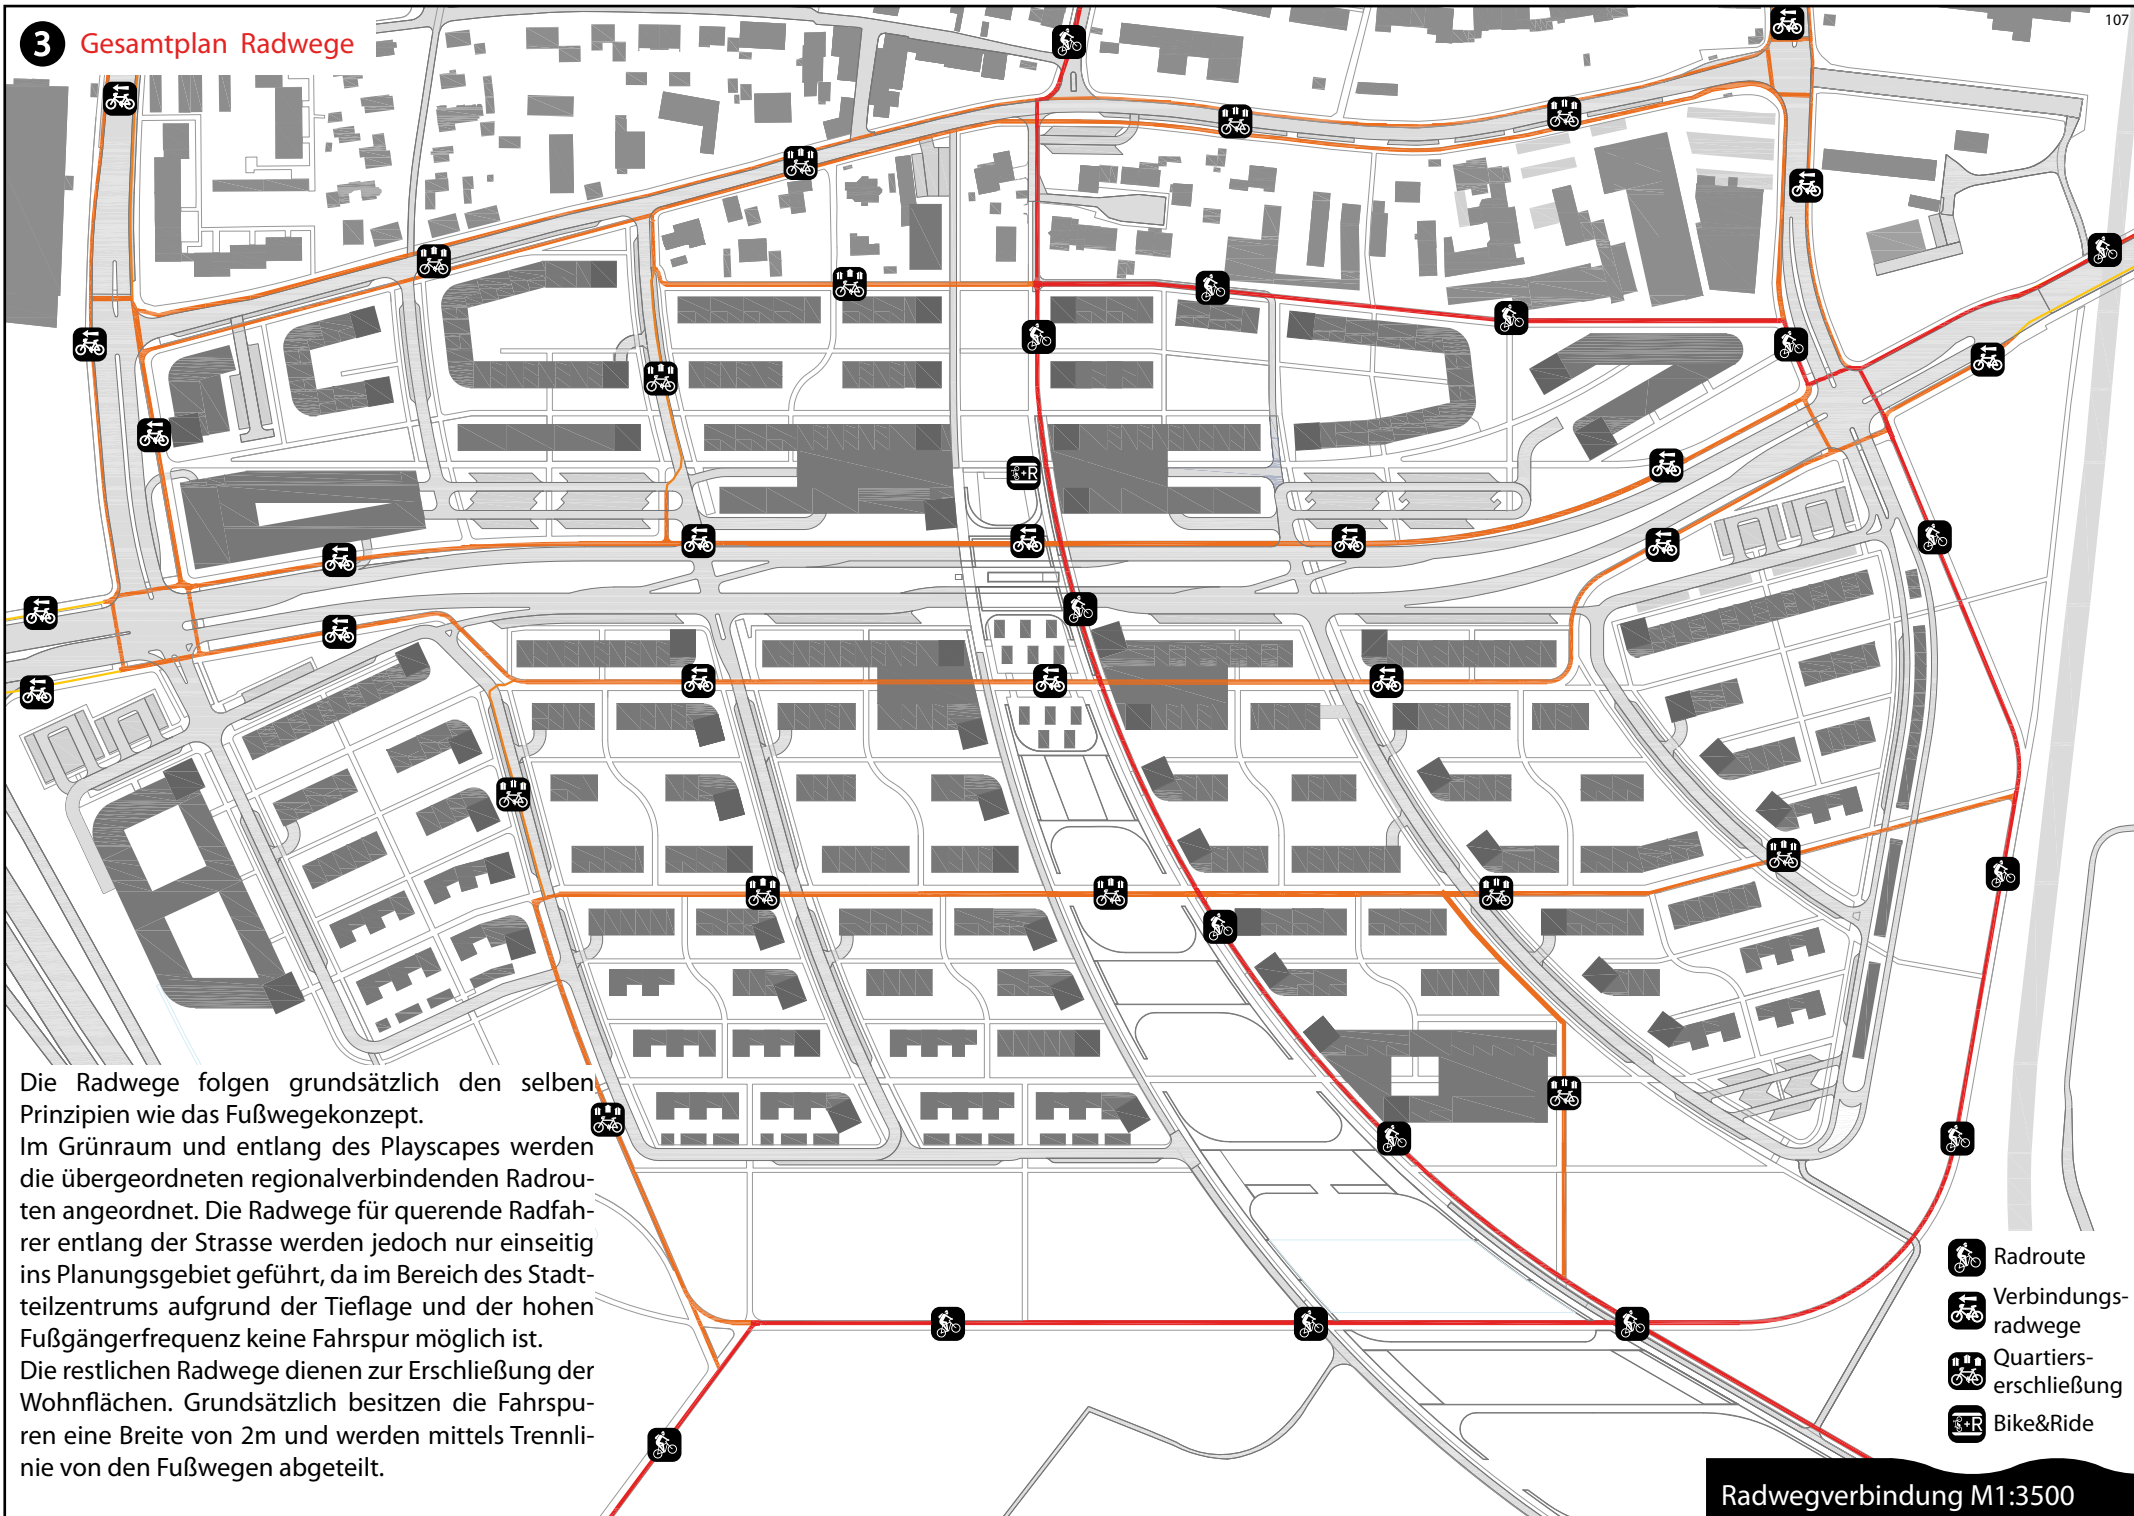 107
3 Gesamtplan Radwege
Die Radwege folgen grundsätzlich den selben
Prinzipien wie das Fußwegekonzept.
Im Grünraum und entlang des Playscapes werden
die übergeordneten regionalverbindenden Radrou-
ten angeordnet. Die Radwege für querende Radfah-
rer entlang der Strasse werden jedoch nur einseitig
ins Planungsgebiet geführt, da im Bereich des Stadt-
teilzentrums aufgrund der Tieflage und der hohen
Fußgängerfrequenz keine Fahrspur möglich ist.
Die restlichen Radwege dienen zur Erschließung der
Wohnflächen. Grundsätzlich besitzen die Fahrspu-
ren eine Breite von 2m und werden mittels Trennli-
nie von den Fußwegen abgeteilt.
+R
Radroute
Verbindungs-
radwege
Quartiers-
erschließung
+R Bike&Ride
Radwegverbindung M1:3500